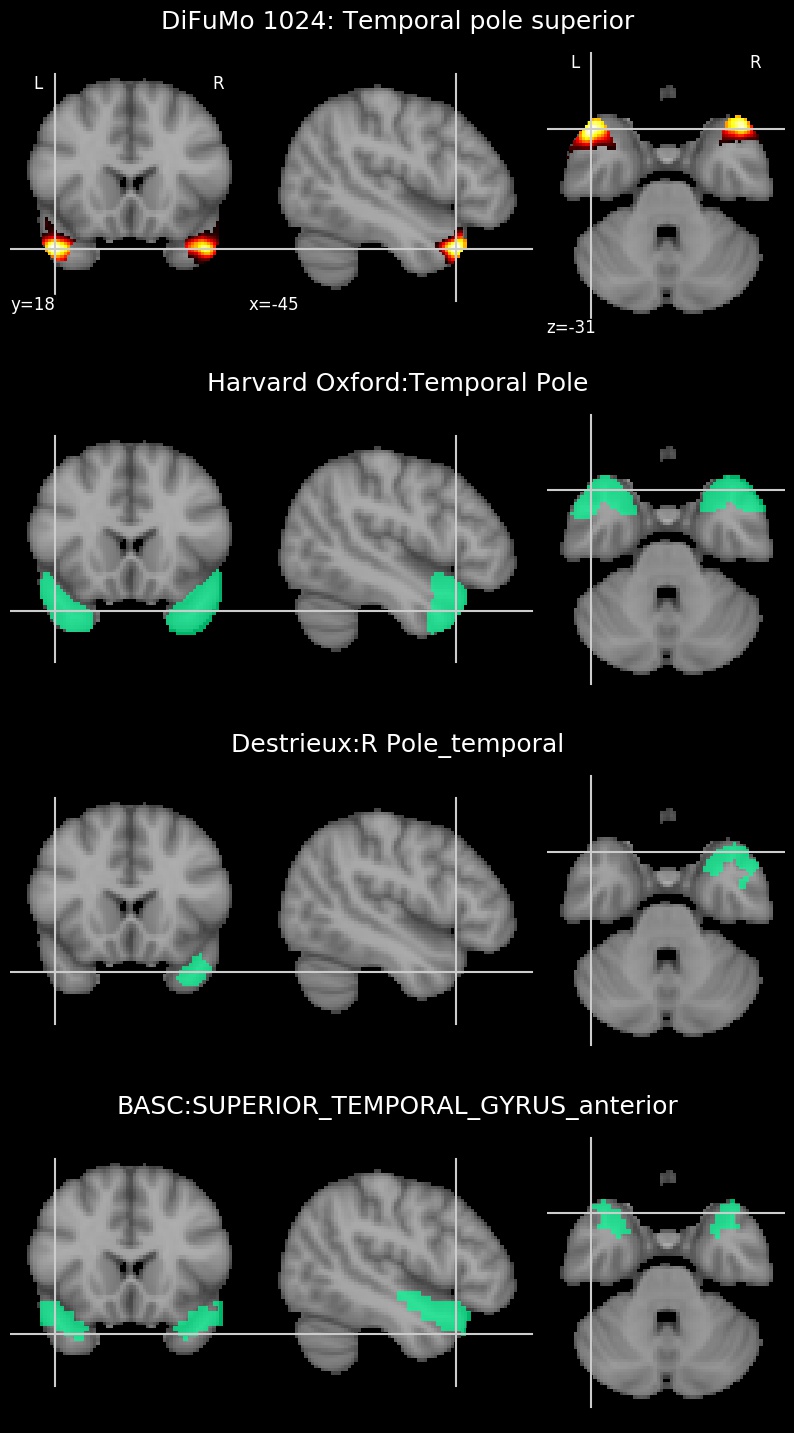 DiFuMo 1024: Temporal pole superior
L R L R
y=18 x=-45 z=-31
Harvard Oxford:Temporal Pole
Destrieux:R Pole_temporal
BASC:SUPERIOR_TEMPORAL_GYRUS_anterior